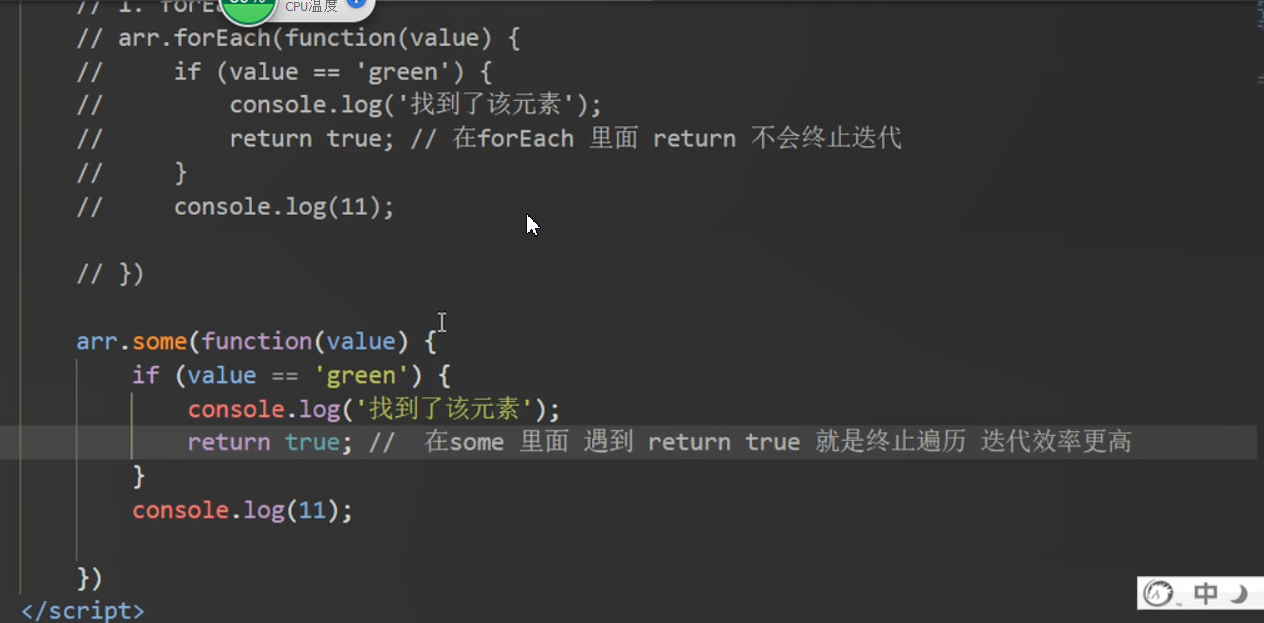 CPU温度
// arr.forEach(function(value) {
//     if (value == 'green') {
//         console.log('找到了该元素');
//         return true; // 在forEach 里面 return 不会终止迭代
//     }
//     console.log(11);
// })
arr.some(function(value) {
    if (value == 'green') {
        console.log('找到了该元素');
        return true; //  在some 里面 遇到 return true 就是终止遍历 迭代效率更高
    }
    console.log(11);
})
</script>
中